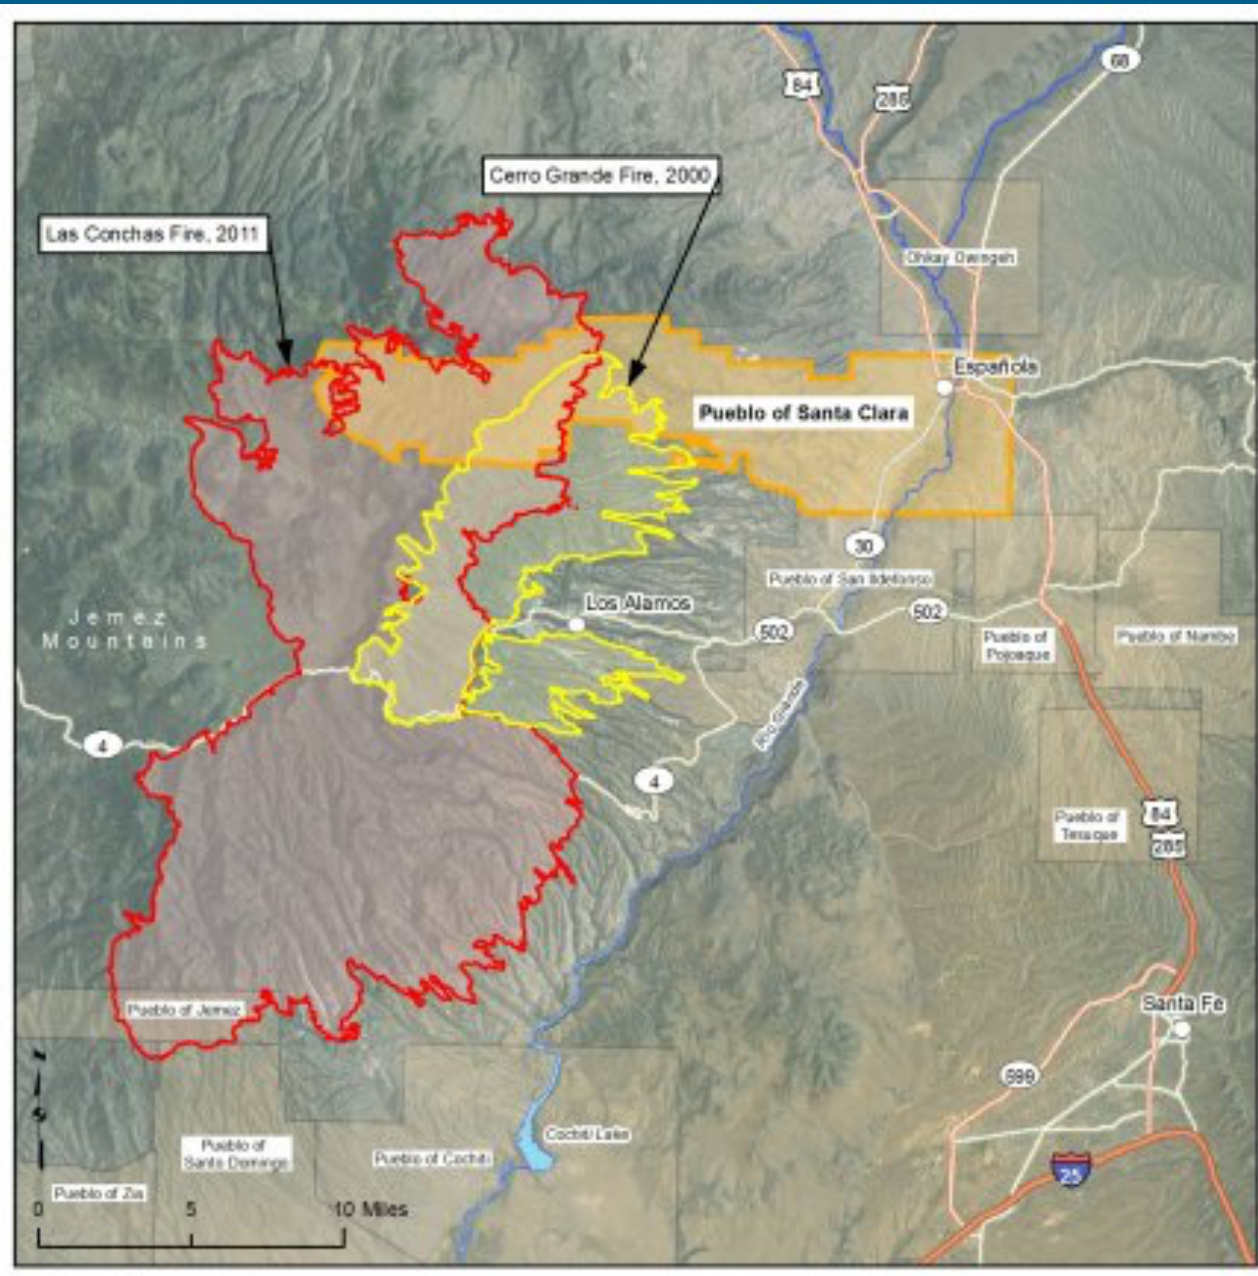 84
285
68
Cerro Grande Fire, 2000
Las Conchas Fire, 2011
Ohkay Owingeh
Española
Pueblo of Santa Clara
30
Pueblo of San Ildefonso
Los Alamos
502
502
Jemez
Mountains
Pueblo of
Pojoaque
Pueblo of Nambe
Rio Grande
4
4
Pueblo of
Tesuque
84
285
Pueblo of Jemez
Santa Fe
599
Cochiti Lake
Pueblo of
Santo Domingo
Pueblo of Cochiti
25
Pueblo of Zia
0 5 10 Miles